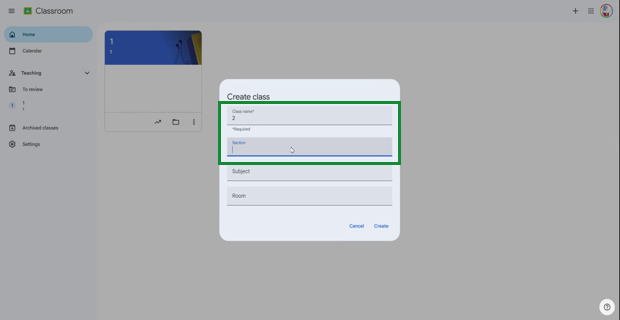 Classroom
Home
Calendar
Teaching
To review
1
1
1
Archived classes
Settings
1
1
Create class
Class name*
2
*Required
Section
Subject
Room
Cancel
Create